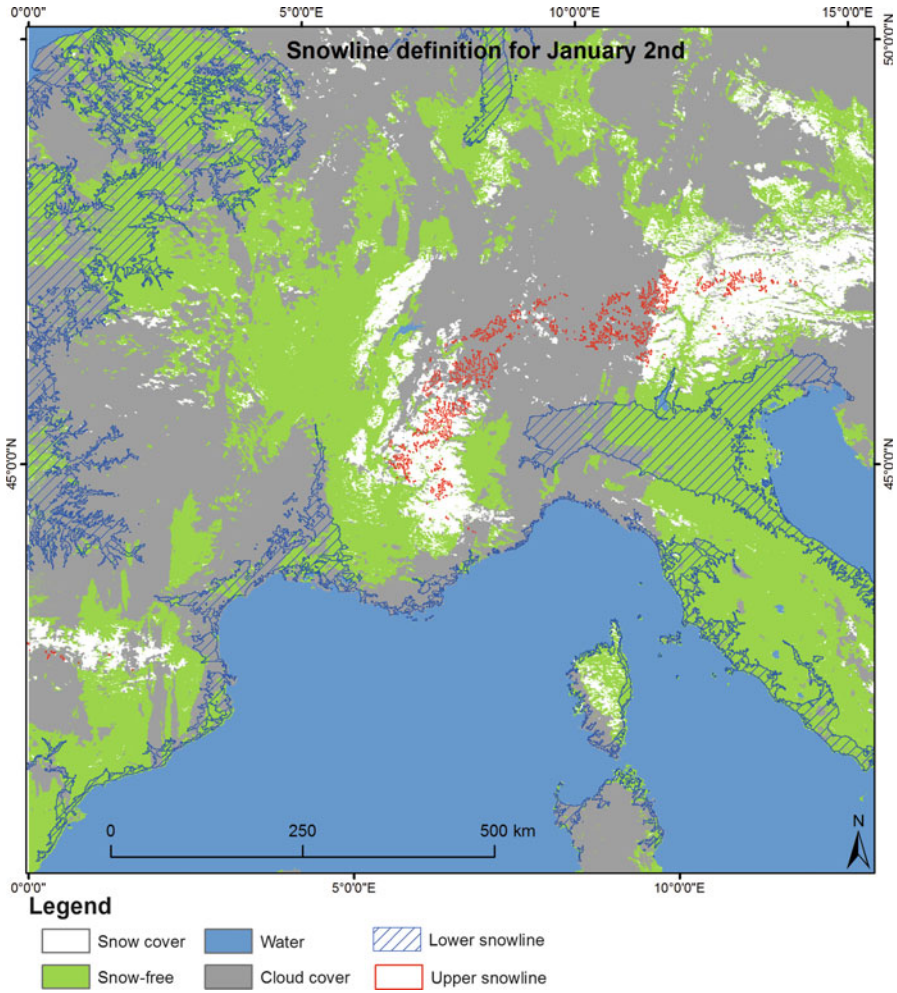 0°0'0" 5°0'0"E 10°0'0"E 15°0'0"E
Snowline definition for January 2nd
50°0'0"N
45°0'0"N 45°0'0"N
N
0 250 500 km
0°0'0" 5°0'0"E 10°0'0"E
Legend
Snow cover Water Lower snowline
Snow-free Cloud cover Upper snowline